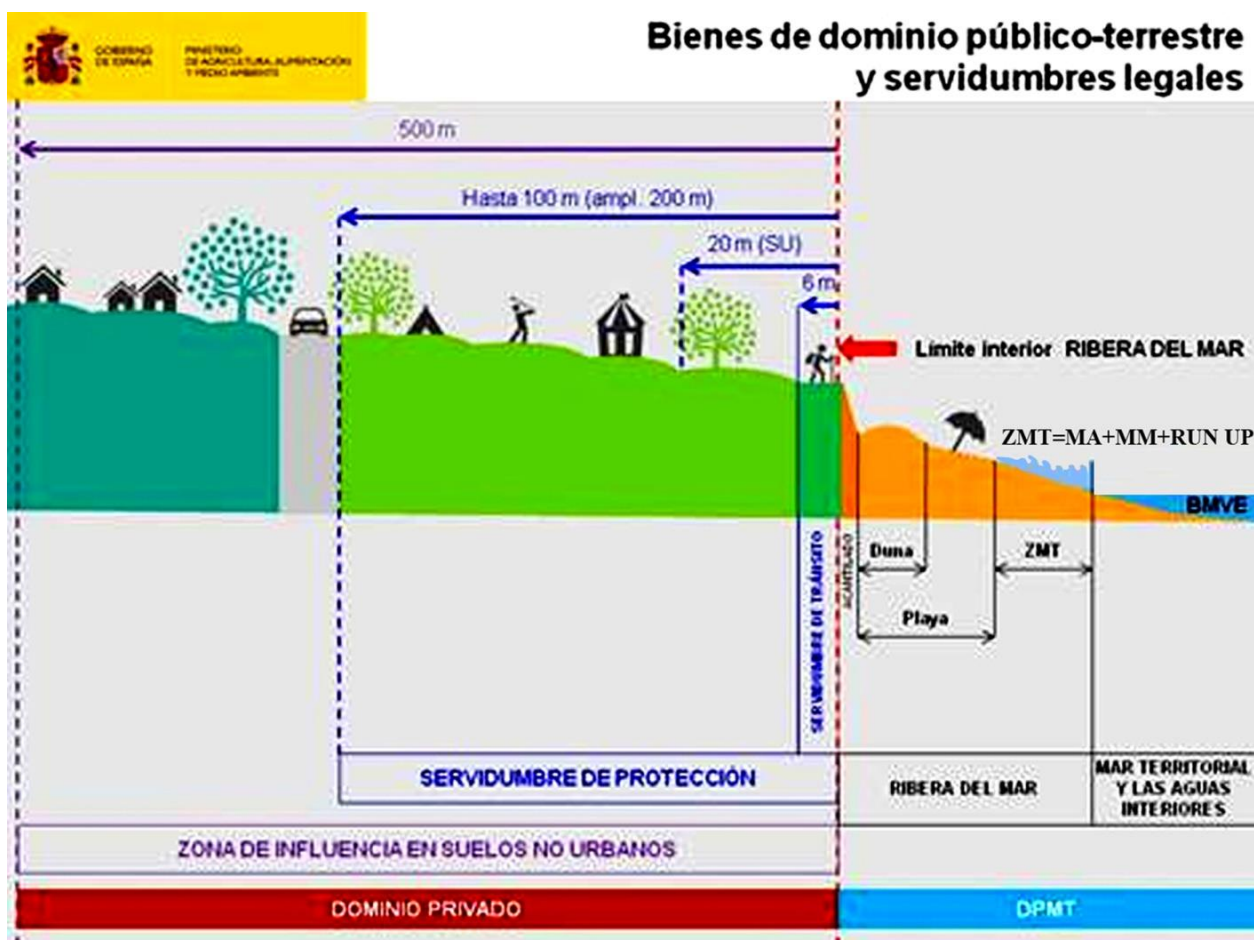 GOBIERNO
DE ESPAÑA
MINISTERIO
DE AGRICULTURA, ALIMENTACIÓN
Y MEDIO AMBIENTE
Bienes de dominio público-terrestre
y servidumbres legales
500 m
Hasta 100 m (ampl. 200 m)
20 m (SU)
6 m
Límite interior RIBERA DEL MAR
ZMT=MA+MM+RUN UP
BMVE
Duna
ZMT
Playa
ACANTILADO
SERVIDUMBRE DE TRÁNSITO
SERVIDUMBRE DE PROTECCIÓN
RIBERA DEL MAR
MAR TERRITORIAL
Y LAS AGUAS
INTERIORES
ZONA DE INFLUENCIA EN SUELOS NO URBANOS
DOMINIO PRIVADO
DPMT